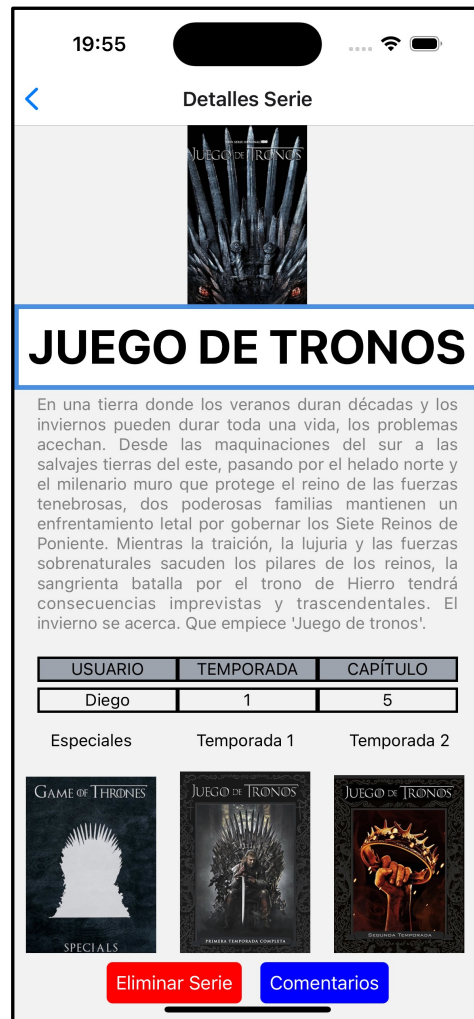 19:55
Detalles Serie
JUEGO DE TRONOS
JUEGO DE TRONOS
En una tierra donde los veranos duran décadas y los
inviernos pueden durar toda una vida, los problemas
acechan. Desde las maquinaciones del sur a las
salvajes tierras del este, pasando por el helado norte y
el milenario muro que protege el reino de las fuerzas
tenebrosas, dos poderosas familias mantienen un
enfrentamiento letal por gobernar los Siete Reinos de
Poniente. Mientras la traición, la lujuria y las fuerzas
sobrenaturales sacuden los pilares de los reinos, la
sangrienta batalla por el trono de Hierro tendrá
consecuencias imprevistas y trascendentales. El
invierno se acerca. Que empiece 'Juego de tronos'.
USUARIO TEMPORADA CAPÍTULO
Diego 1 5
Especiales Temporada 1 Temporada 2
GAME OF THRONES JUEGO DE TRONOS JUEGO DE TRONOS
SPECIALS PRIMERA TEMPORADA COMPLETA SEGUNDA TEMPORADA
Eliminar Serie Comentarios